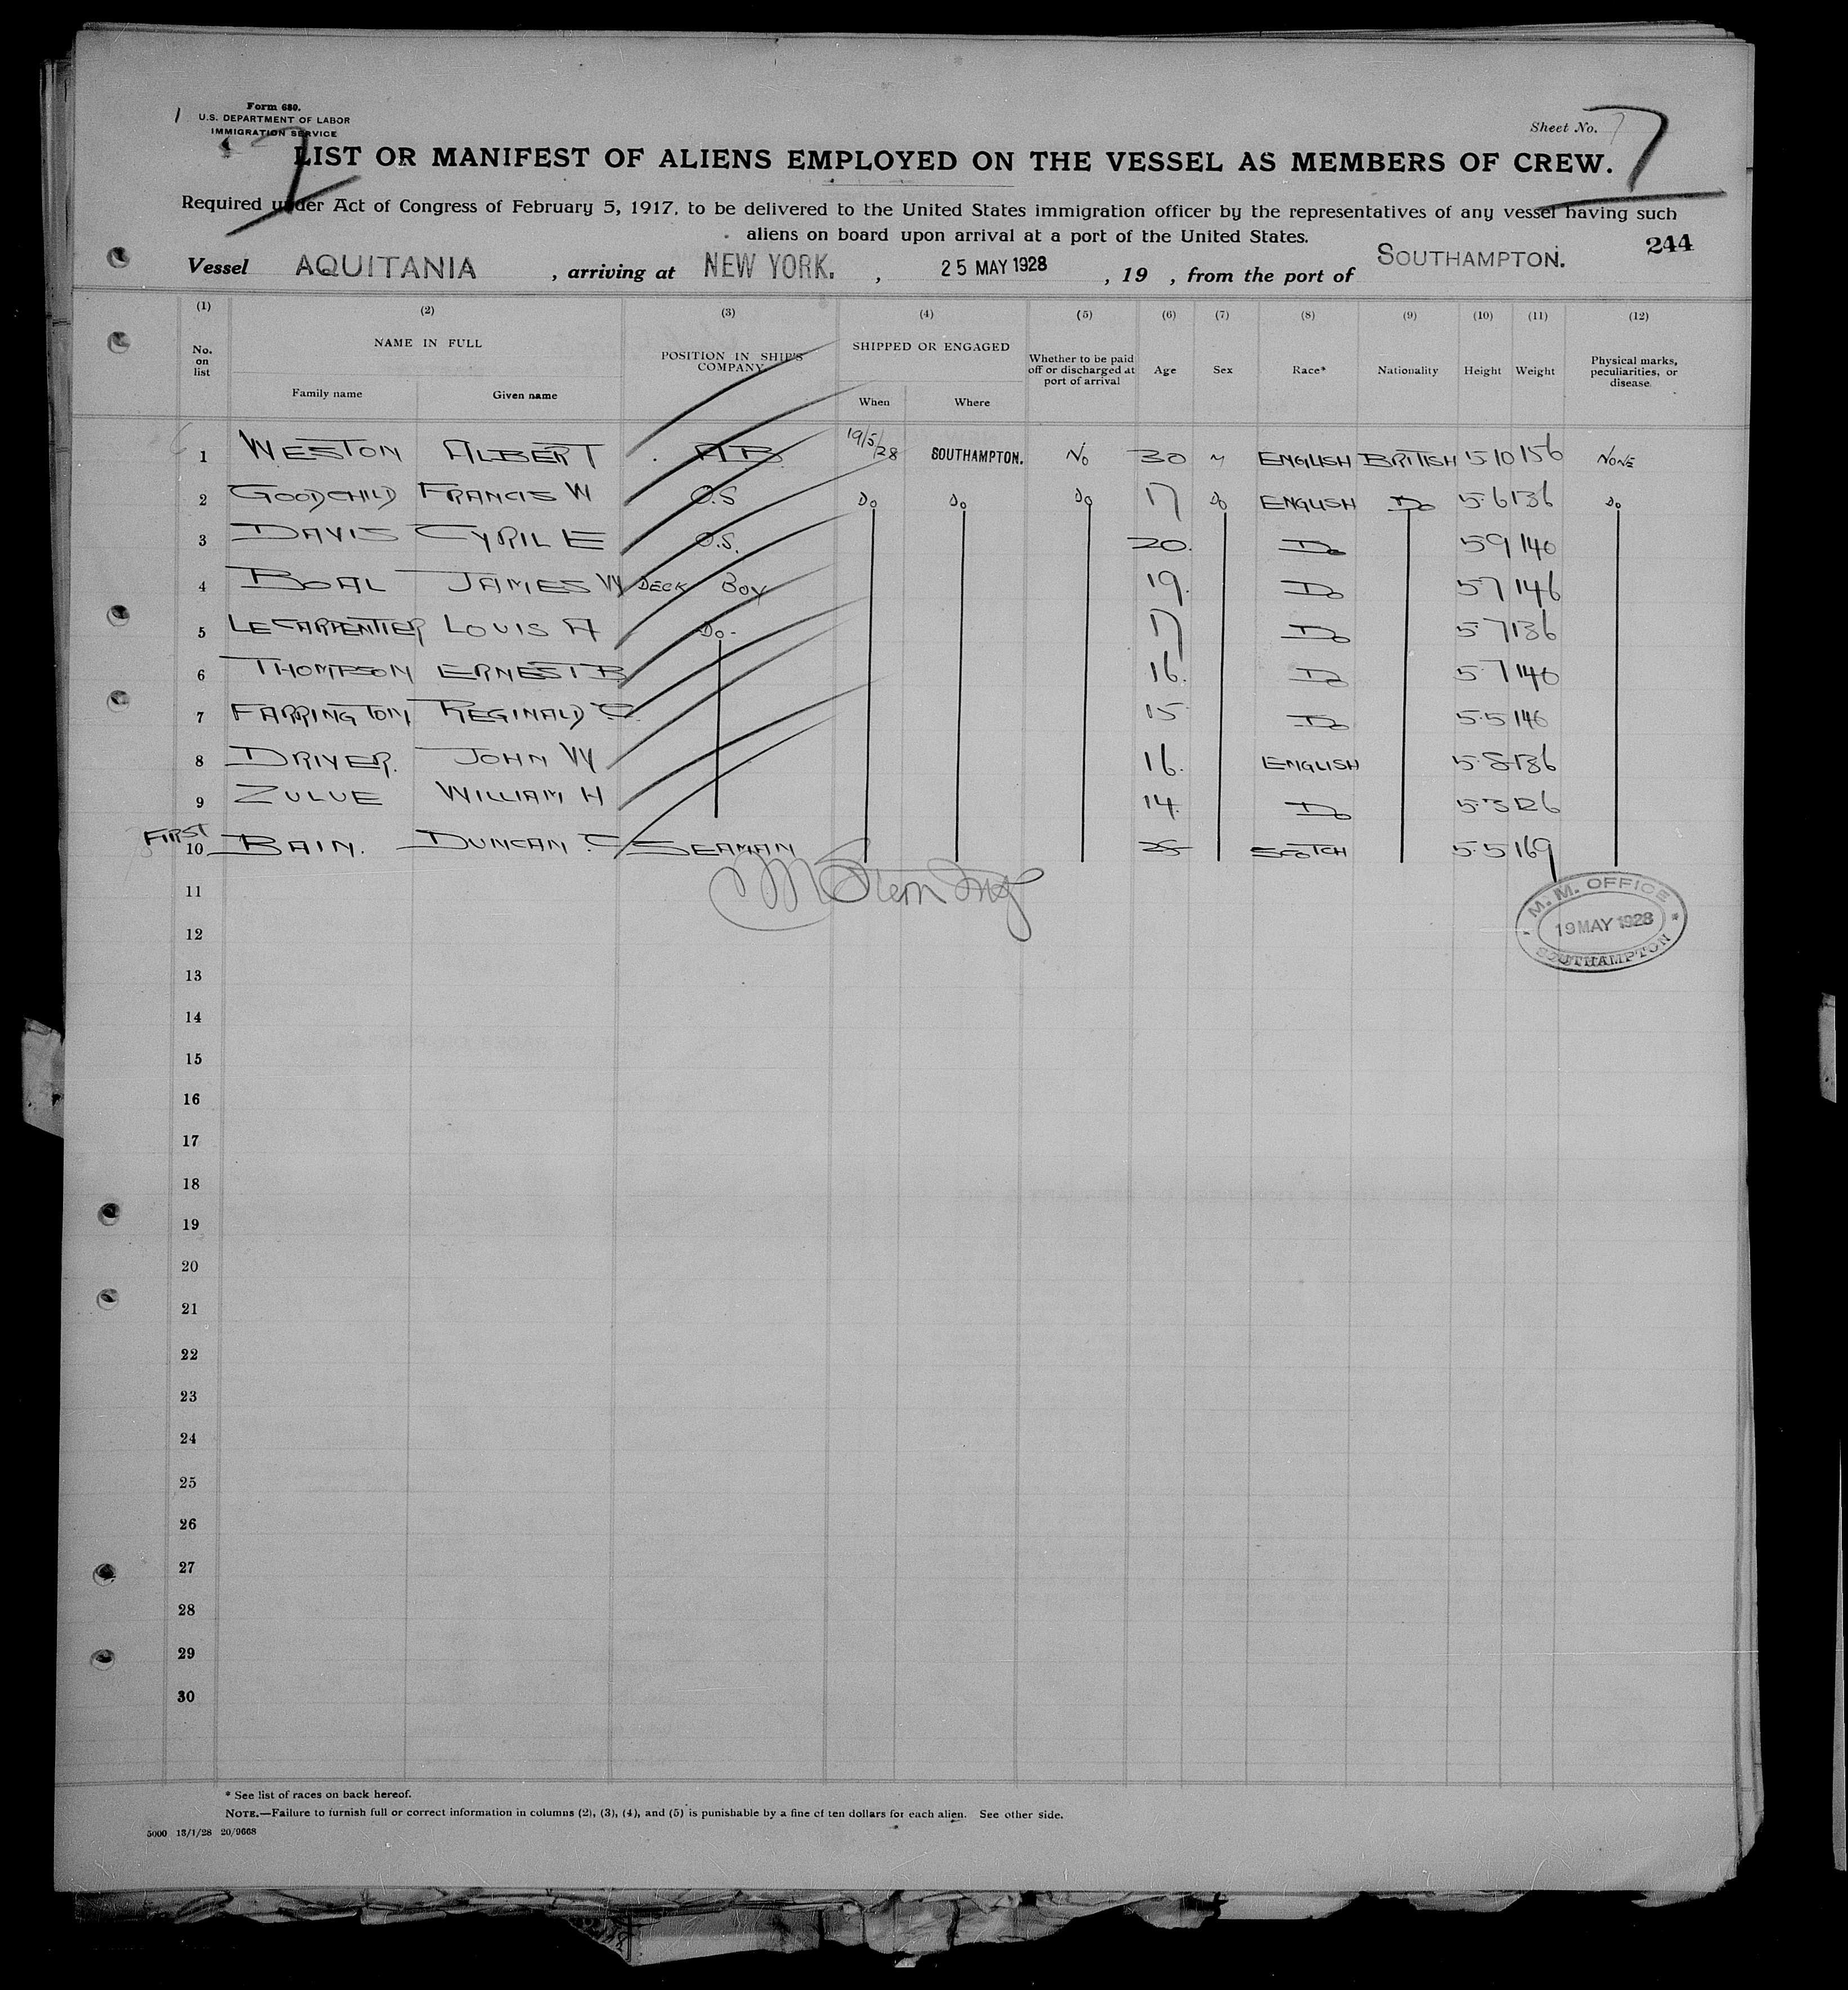 Form 680.
U.S. DEPARTMENT OF LABOR
IMMIGRATION SERVICE
Sheet No. 7
LIST OR MANIFEST OF ALIENS EMPLOYED ON THE VESSEL AS MEMBERS OF CREW.
Required under Act of Congress of February 5, 1917, to be delivered to the United States immigration officer by the representatives of any vessel having such
aliens on board upon arrival at a port of the United States.
244
Vessel AQUITANIA, arriving at NEW YORK., 25 MAY 1928, 19 , from the port of SOUTHAMPTON.
(1) (2) (3) (4) (5) (6) (7) (8) (9) (10) (11) (12)
No. on list NAME IN FULL Family name Given name POSITION IN SHIP'S COMPANY SHIPPED OR ENGAGED When Where Whether to be paid off or discharged at port of arrival Age Sex Race* Nationality Height Weight Physical marks, peculiarities, or disease.
1 WESTON ALBERT AB 19/5/28 SOUTHAMPTON. No 30 M ENGLISH BRITISH 5·10 156 NONE
2 GOODCHILD FRANCIS W O.S Do Do Do 17 Do ENGLISH Do 5·6 136 Do
3 DAVIS CYRIL E O.S. 20. Do 5 9 140
4 BOAL JAMES W DECK BOY 19. Do 5 7 146
5 LECARPENTIER LOUIS A Do- 17 Do 5·7 136
6 THOMPSON ERNEST B. 16. Do 5·7 140
7 FARRINGTON REGINALD C. 15 Do 5·5 146
8 DRIVER. JOHN W 16. ENGLISH 5·8 136
9 ZULUE WILLIAM H 14. Do 5·3 126
FIRST
10 BAIN. DUNCAN C SEAMAN 28 SCOTCH 5·5 169
11
M.M. OFFICE
19 MAY 1928
SOUTHAMPTON
12
13
14
15
16
17
18
19
20
21
22
23
24
25
26
27
28
29
30
* See list of races on back hereof.
NOTE.—Failure to furnish full or correct information in columns (2), (3), (4), and (5) is punishable by a fine of ten dollars for each alien. See other side.
5000 13/1/28 20/9668